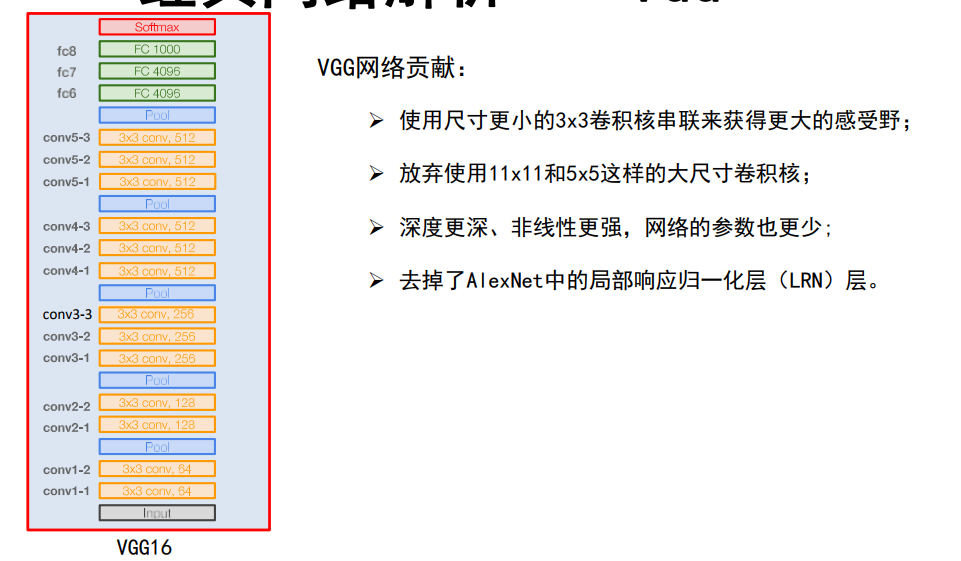 Softmax
fc8 FC 1000
fc7 FC 4096
fc6 FC 4096
Pool
conv5-3 3x3 conv, 512
conv5-2 3x3 conv, 512
conv5-1 3x3 conv, 512
Pool
conv4-3 3x3 conv, 512
conv4-2 3x3 conv, 512
conv4-1 3x3 conv, 512
Pool
conv3-3 3x3 conv, 256
conv3-2 3x3 conv, 256
conv3-1 3x3 conv, 256
Pool
conv2-2 3x3 conv, 128
conv2-1 3x3 conv, 128
Pool
conv1-2 3x3 conv, 64
conv1-1 3x3 conv, 64
Input
VGG16
VGG网络贡献：
➢ 使用尺寸更小的3x3卷积核串联来获得更大的感受野；
➢ 放弃使用11x11和5x5这样的大尺寸卷积核；
➢ 深度更深、非线性更强，网络的参数也更少;
➢ 去掉了AlexNet中的局部响应归一化层（LRN）层。